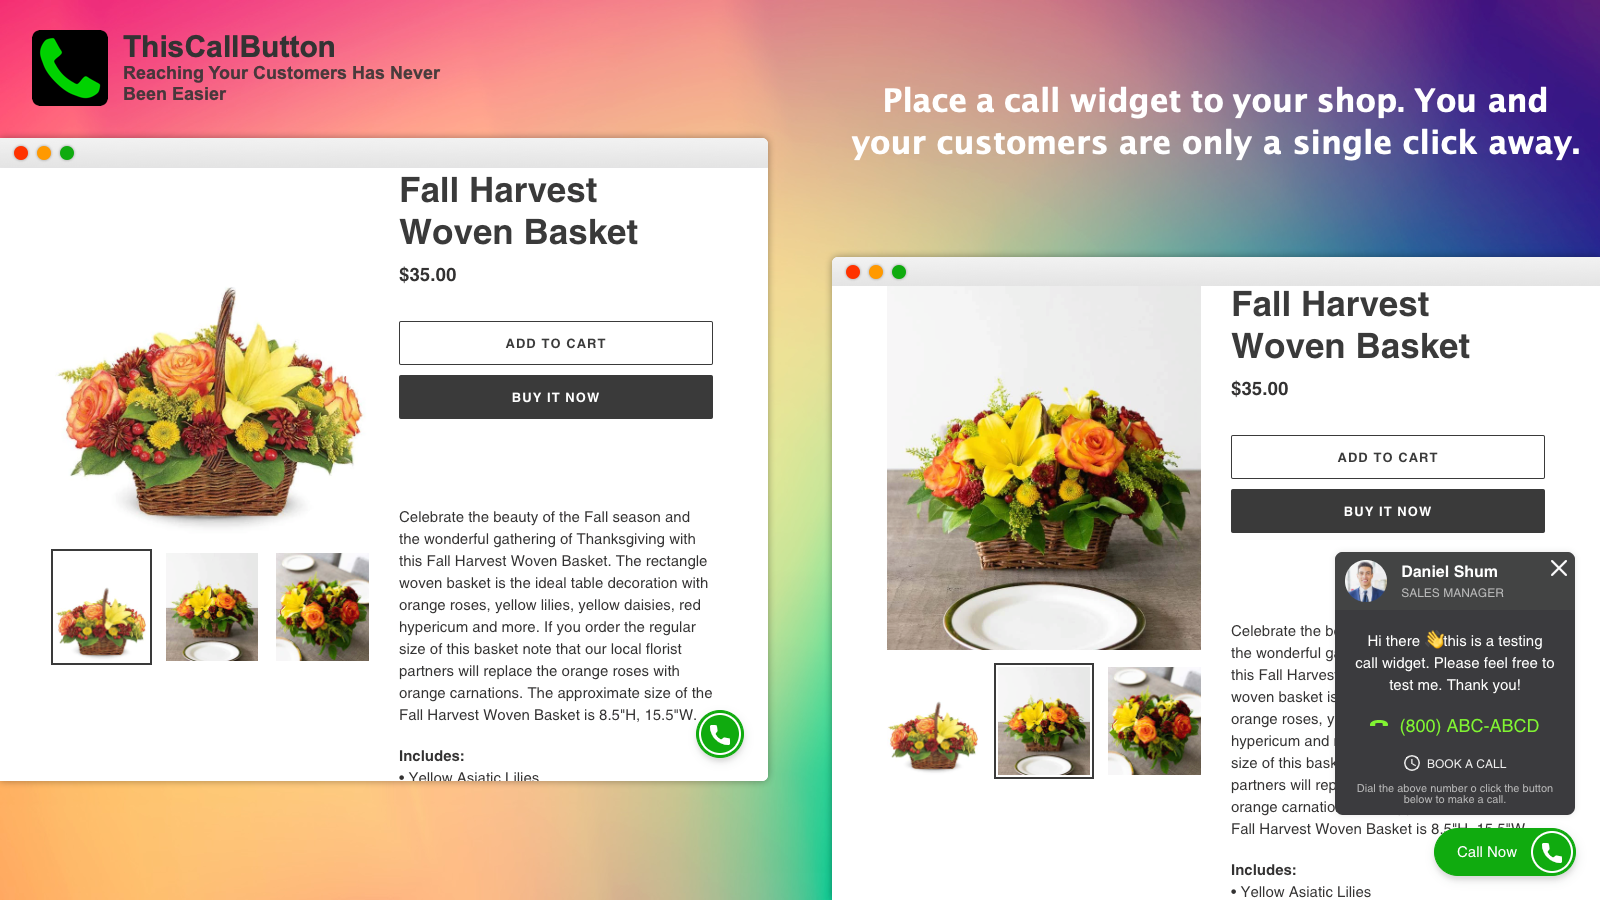 ThisCallButton
Reaching Your Customers Has Never
Been Easier
Place a call widget to your shop. You and
your customers are only a single click away.
Fall Harvest
Woven Basket
$35.00
ADD TO CART
BUY IT NOW
Celebrate the beauty of the Fall season and
the wonderful gathering of Thanksgiving with
this Fall Harvest Woven Basket. The rectangle
woven basket is the ideal table decoration with
orange roses, yellow lilies, yellow daisies, red
hypericum and more. If you order the regular
size of this basket note that our local florist
partners will replace the orange roses with
orange carnations. The approximate size of the
Fall Harvest Woven Basket is 8.5"H, 15.5"W.
Includes:
• Yellow Asiatic Lilies
Fall Harvest
Woven Basket
$35.00
ADD TO CART
BUY IT NOW
Celebrate the b
the wonderful g
this Fall Harves
woven basket is
orange roses, y
hypericum and
size of this bask
partners will rep
orange carnatio
Fall Harvest Woven Basket is 8.5"H, 15.5"W.
Includes:
• Yellow Asiatic Lilies
Daniel Shum
SALES MANAGER
Hi there 👋this is a testing
call widget. Please feel free to
test me. Thank you!
(800) ABC-ABCD
BOOK A CALL
Dial the above number o click the button
below to make a call.
Call Now